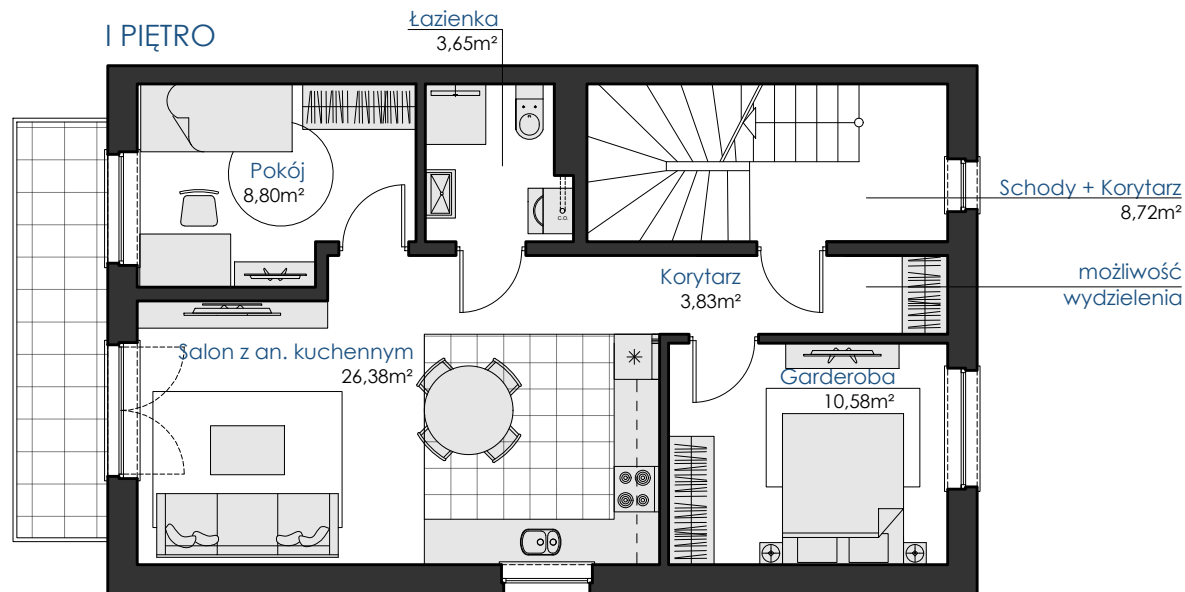 I PIĘTRO
Łazienka
3,65m²
Pokój
8,80m²
C.O.
Schody + Korytarz
8,72m²
Korytarz
3,83m²
możliwość
wydzielenia
Salon z an. kuchennym
26,38m²
Garderoba
10,58m²